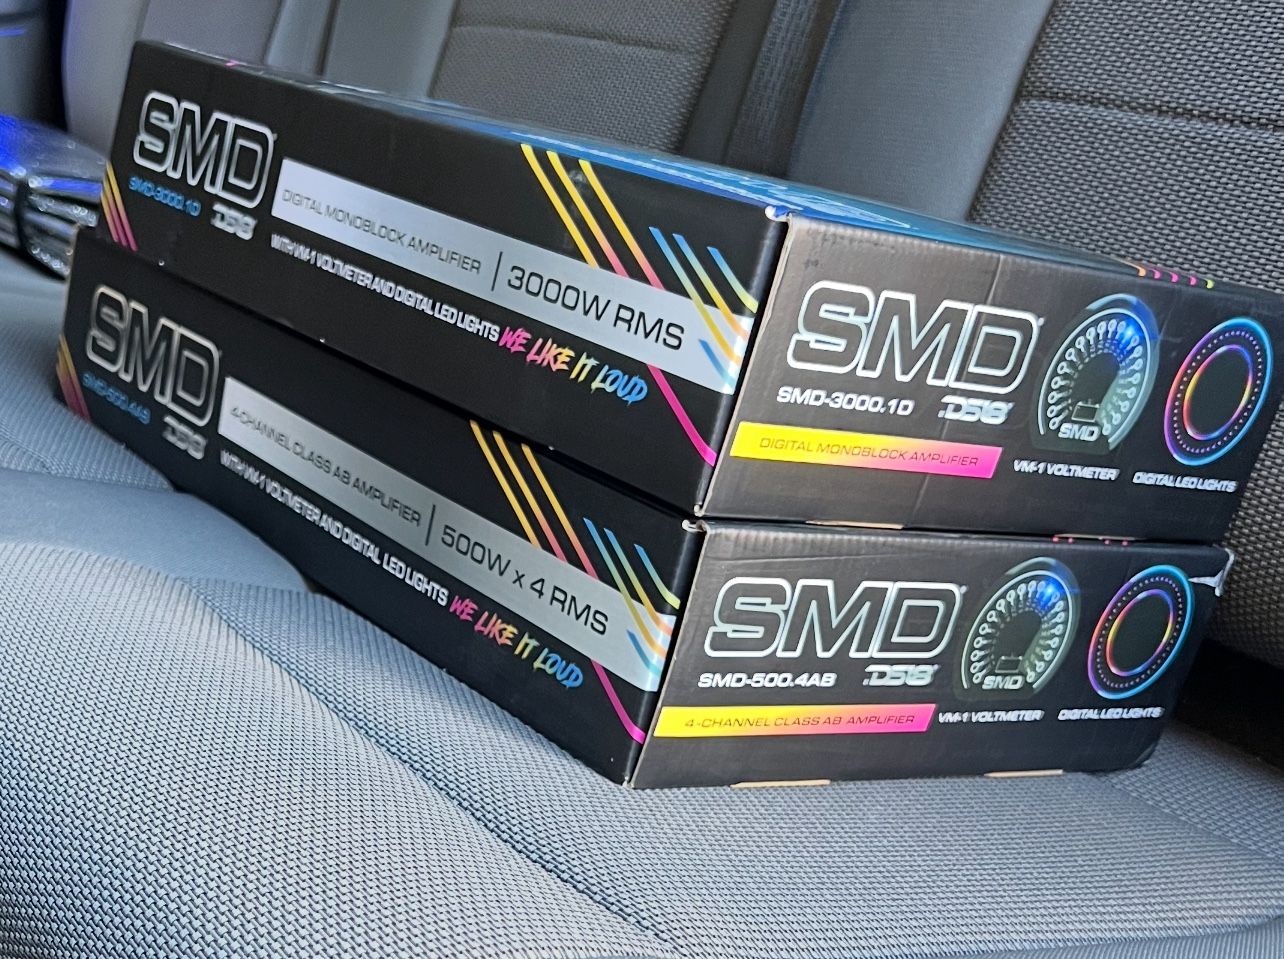 SMD
SMD-3000.1D DS18
DIGITAL MONOBLOCK AMPLIFIER | 3000W RMS
WITH VM-1 VOLTMETER AND DIGITAL LED LIGHTS WE LIKE IT LOUD
SMD
SMD-3000.1D DS18
DIGITAL MONOBLOCK AMPLIFIER
SMD
VM-1 VOLTMETER
DIGITAL LED LIGHTS
SMD
SMD-500.4AB DS18
4-CHANNEL CLASS AB AMPLIFIER | 500W x 4 RMS
WITH VM-1 VOLTMETER AND DIGITAL LED LIGHTS WE LIKE IT LOUD
SMD
SMD-500.4AB DS18
4-CHANNEL CLASS AB AMPLIFIER
SMD
VM-1 VOLTMETER
DIGITAL LED LIGHTS